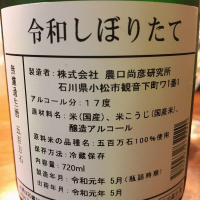 令和しぼりたて
無濾過生原酒 五百万石
製造者：株式会社 農口尚彦研究所
石川県小松市観音下町ワ1番1
アルコール分：17度
原材料名：米（国産）、米こうじ（国産米）、
醸造アルコール
原料米の品種名：五百万石100％使用
保存方法：冷蔵保存
内容量：720ml
製造年月：令和元年 5月（瓶詰時期）
出荷年月：令和元年 5月